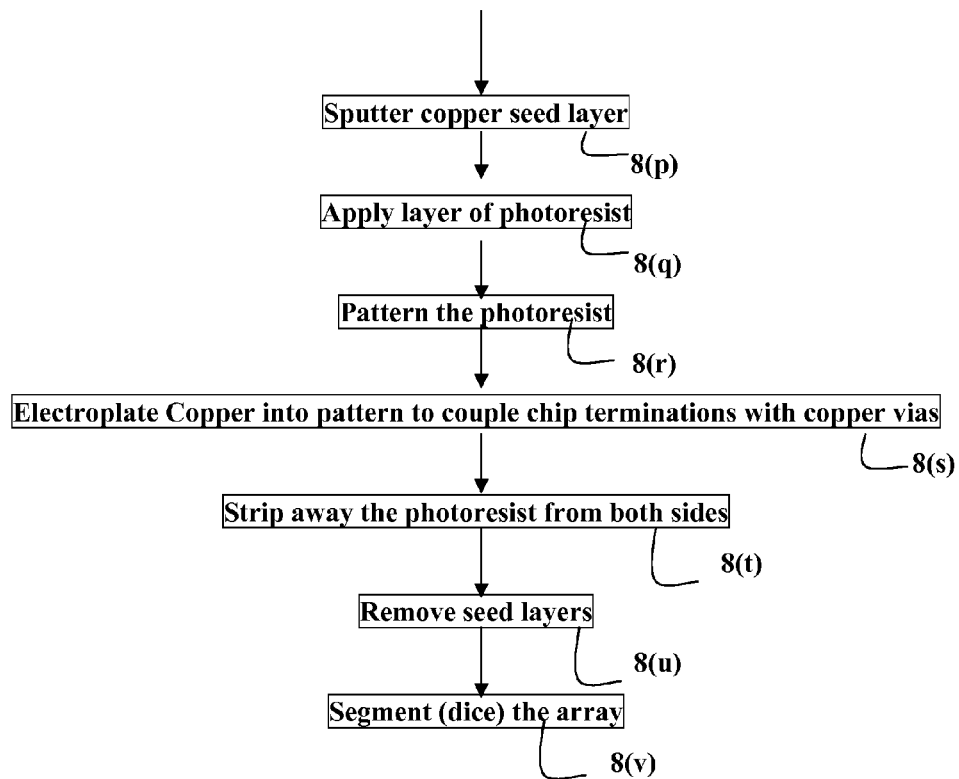 Sputter copper seed layer
8(p)
Apply layer of photoresist
8(q)
Pattern the photoresist
8(r)
Electroplate Copper into pattern to couple chip terminations with copper vias
8(s)
Strip away the photoresist from both sides
8(t)
Remove seed layers
8(u)
Segment (dice) the array
8(v)